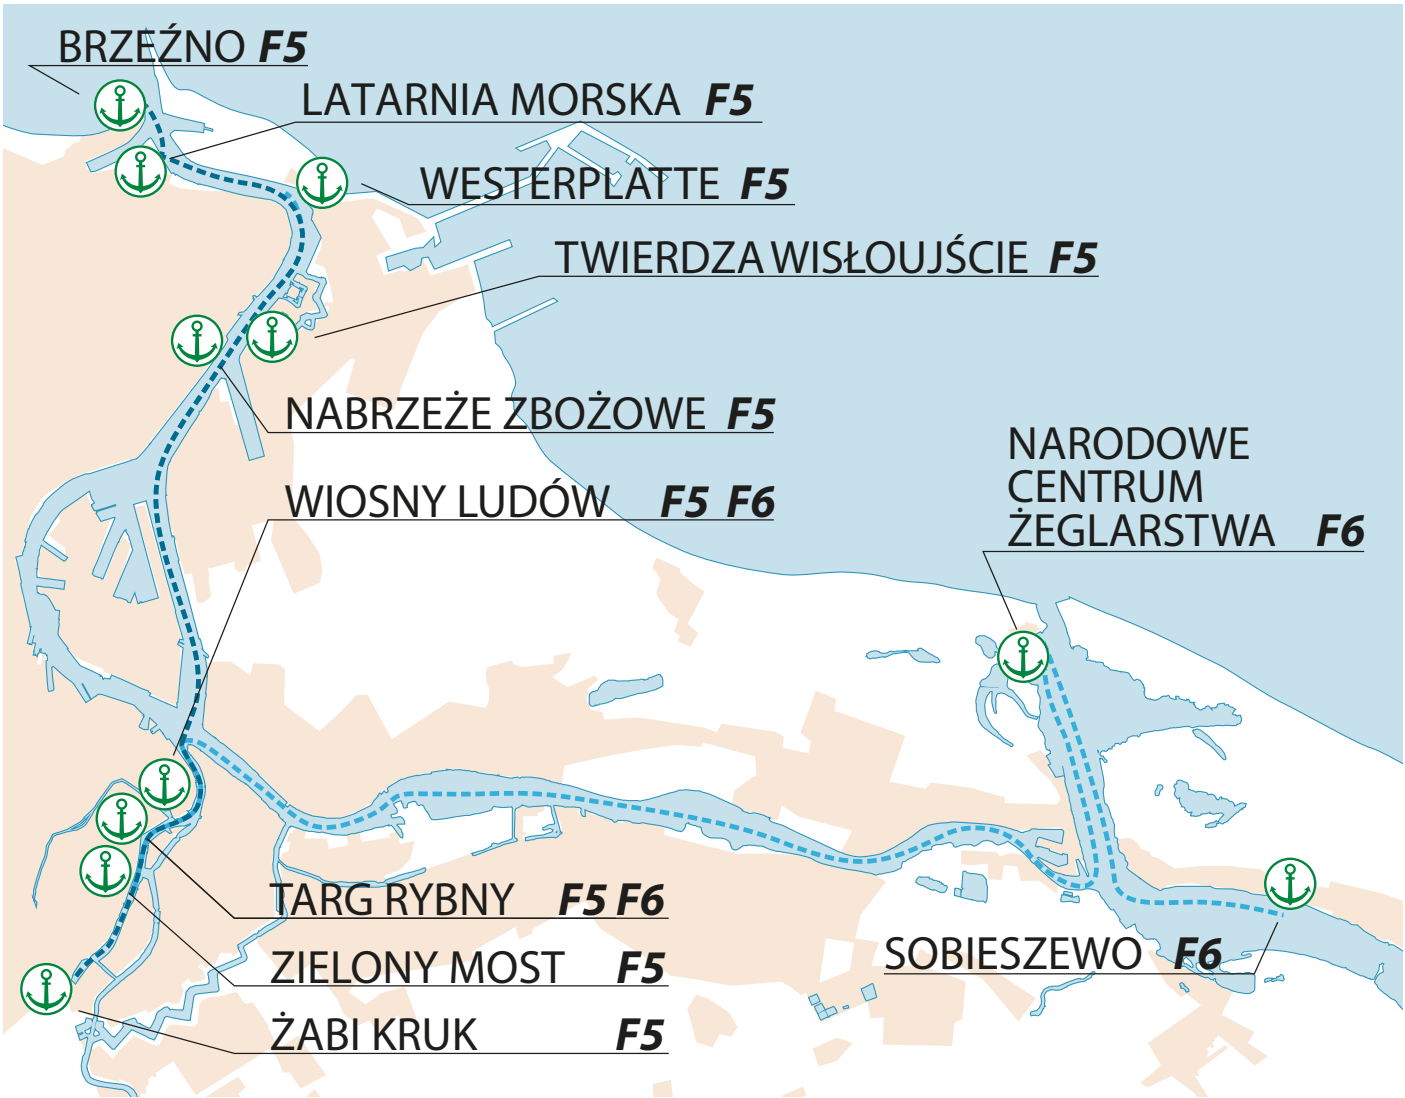 BRZEŹNO F5
LATARNIA MORSKA F5
WESTERPLATTE F5
TWIERDZA WISŁOUJŚCIE F5
NABRZEŻE ZBOŻOWE F5
WIOSNY LUDÓW F5 F6
NARODOWE
CENTRUM
ŻEGLARSTWA F6
TARG RYBNY F5 F6
ZIELONY MOST F5
ŻABI KRUK F5
SOBIESZEWO F6